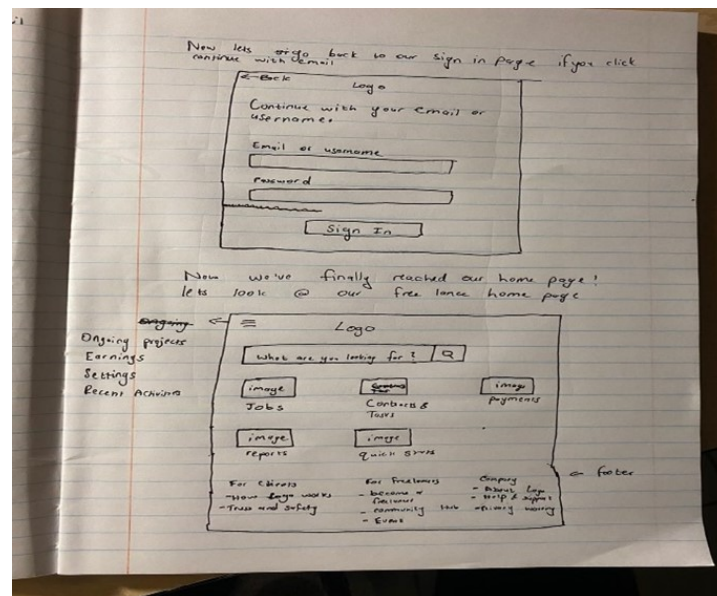 Now lets go back to our sign in page if you click
continue with email
← Back
Logo
Continue with your email or
username.
Email or username
Password
Sign In
Now we've finally reached our home page!
lets look @ our free lance home page
Ongoing projects
Earnings
Settings
Recent
Logo
What are you looking for ?
image
image
Jobs
Contracts &
Taxes
payments
image
image
reports
quick
← footer
For Clients
- How Logo works
- Trust and Safety
For freelancers
- become a
freelancer
- community
- Events
Company
- About Logo
- Help & support